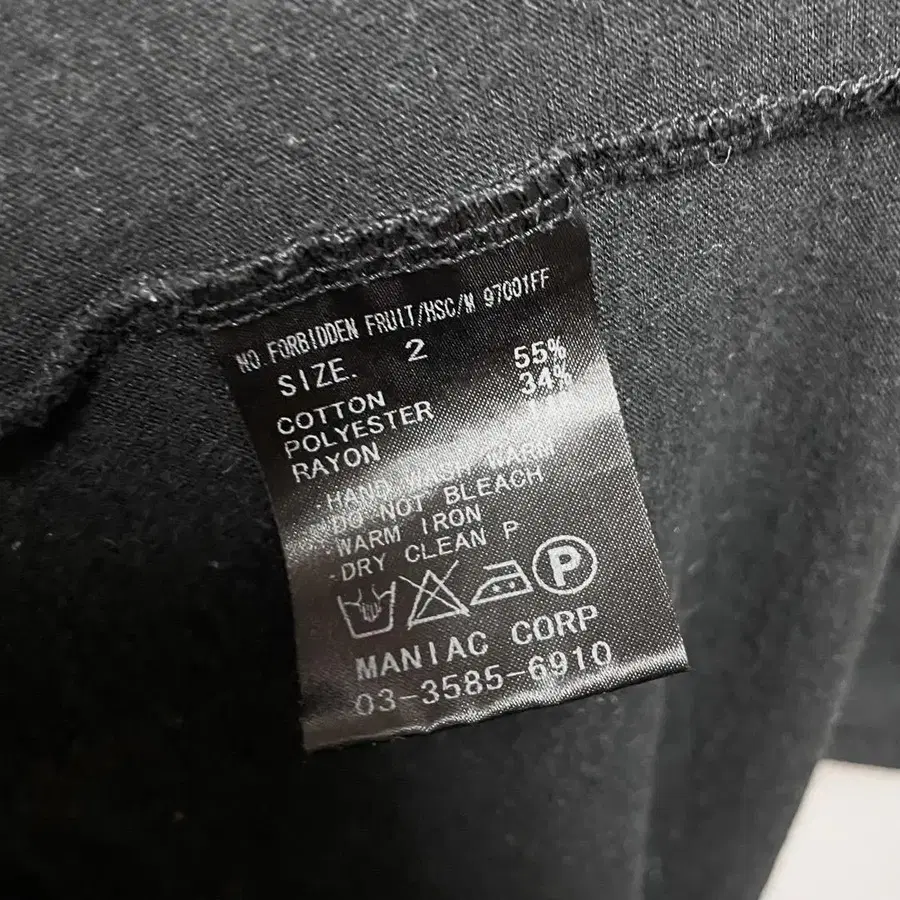 NO FORBIDDEN FRUIT/HSC/M 97001FF
SIZE. 2
COTTON 55%
POLYESTER 34%
RAYON
·HAND WASH WARM
·DO NOT BLEACH
·WARM IRON
·DRY CLEAN P
P
MANIAC CORP
03-3585-6910